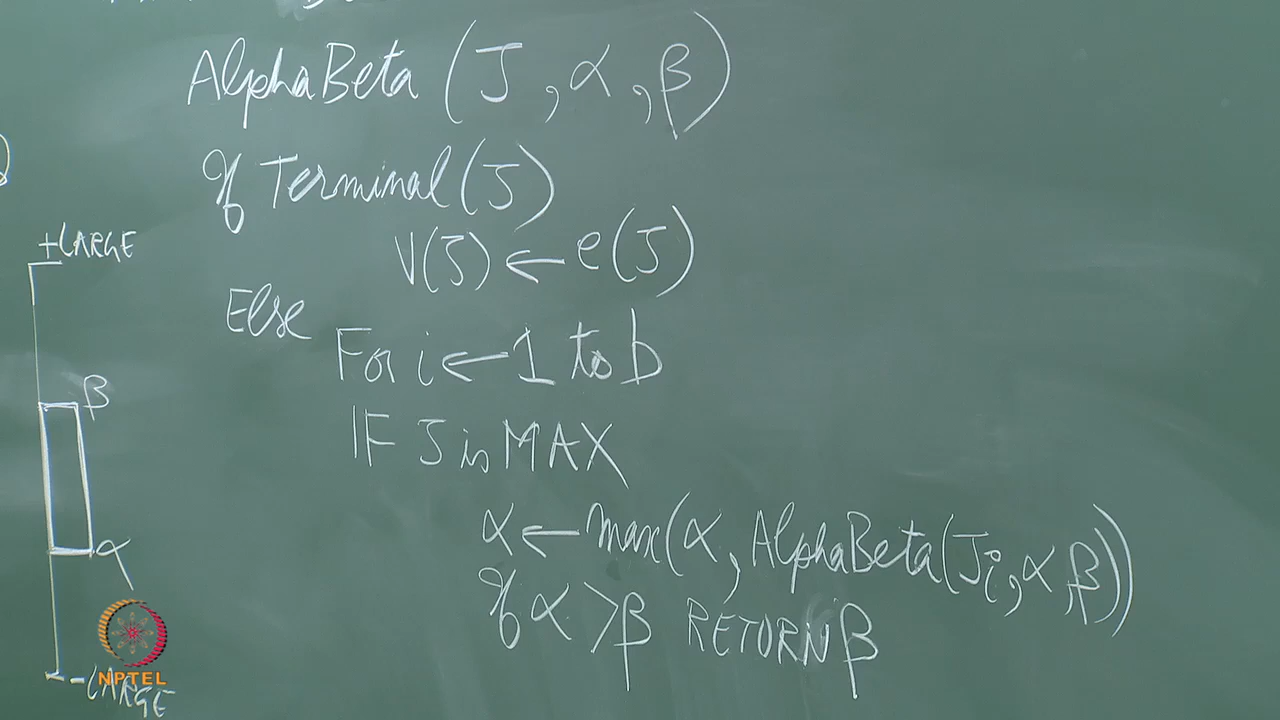 AlphaBeta (J, α, β)
If Terminal(J)
V(J) ← e(J)
Else
For i ← 1 to b
IF J is MAX
α ← max(α, AlphaBeta(Ji, α, β))
If α > β RETURN β
+LARGE
β
α
-LARGE
NPTEL